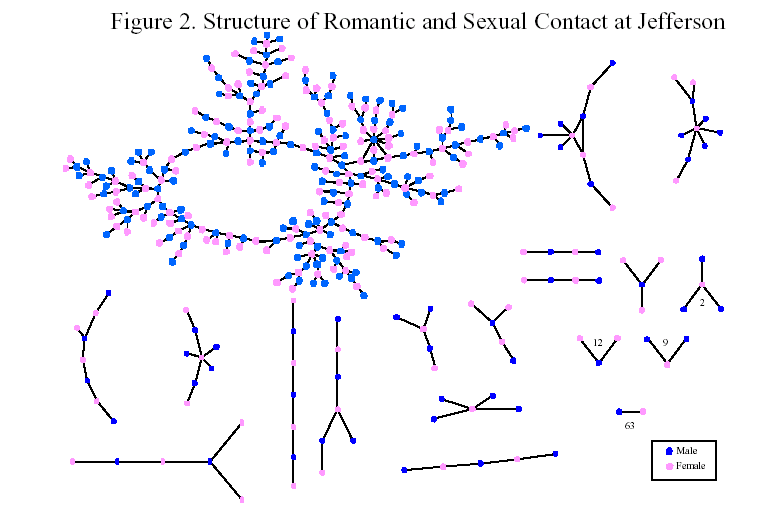 Figure 2. Structure of Romantic and Sexual Contact at Jefferson
2
12
9
63
Male
Female